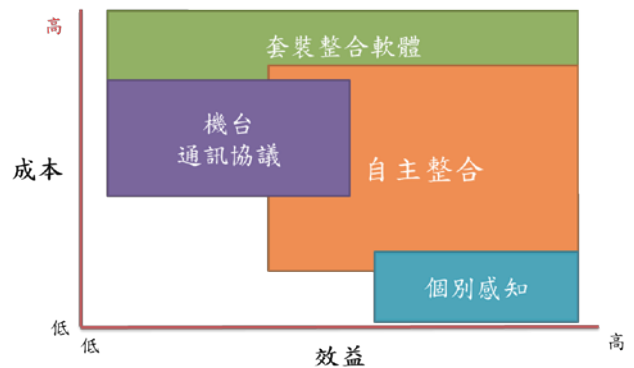 高
套裝整合軟體
機台
通訊協議
成本
自主整合
個別感知
低
低
效益
高